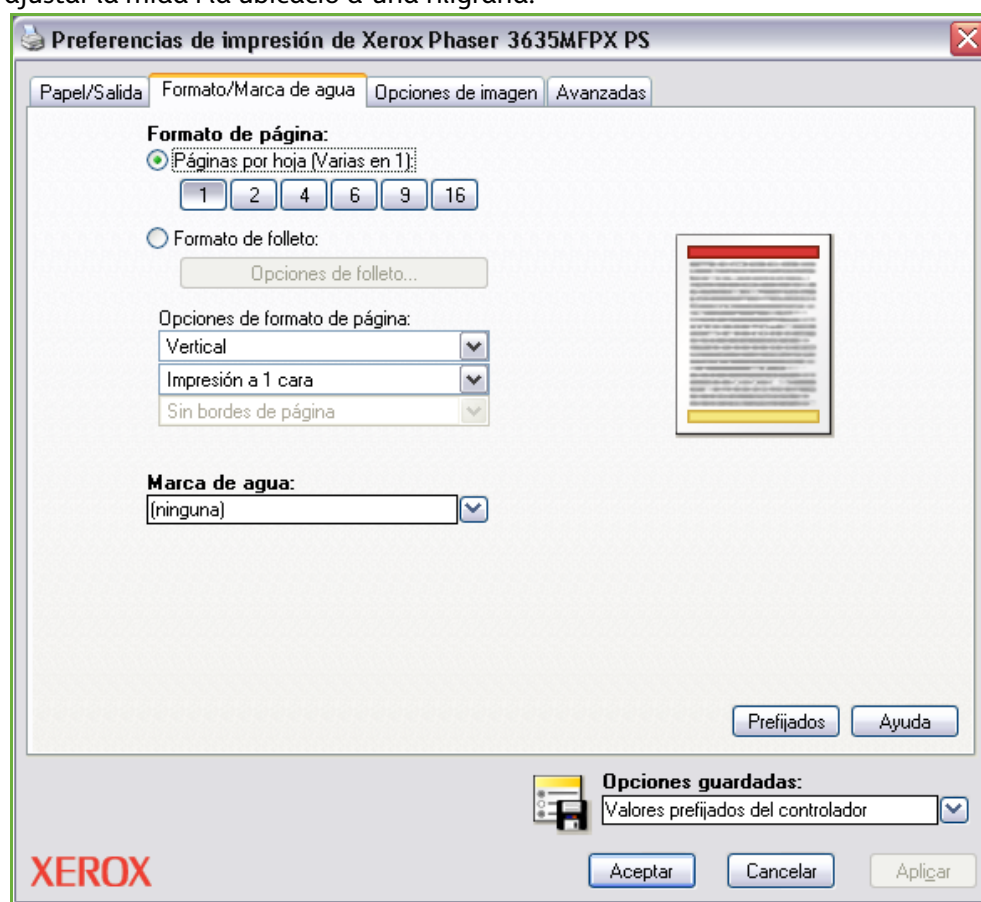 Preferencias de impresión de Xerox Phaser 3635MFPX PS
Papel/Salida Formato/Marca de agua Opciones de imagen Avanzadas
Formato de página:
Páginas por hoja (Varias en 1):
1 2 4 6 9 16
Formato de folleto:
Opciones de folleto...
Opciones de formato de página:
Vertical
Impresión a 1 cara
Sin bordes de página
Marca de agua:
(ninguna)
Prefijados Ayuda
Opciones guardadas:
Valores prefijados del controlador
XEROX
Aceptar Cancelar Aplicar